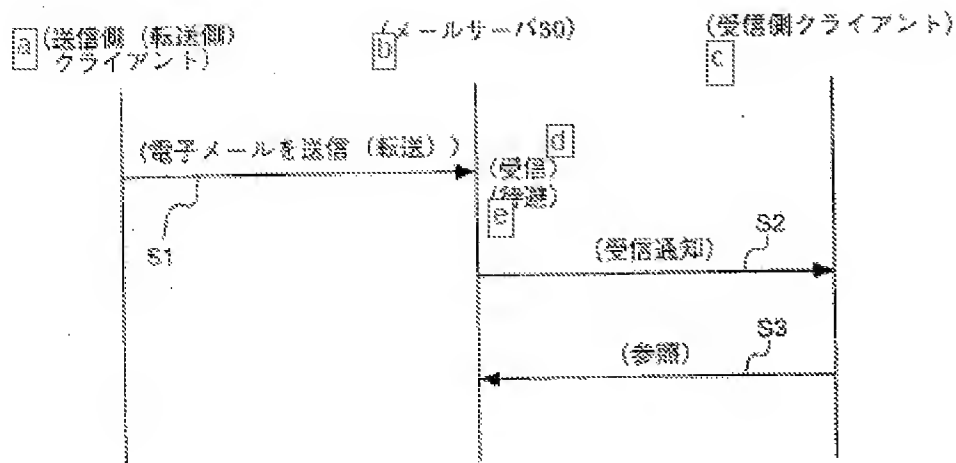 a (送信側 (転送側)
クライアント)
b (メールサーバ30)
(受信側クライアント)
c
(電子メールを送信 (転送))
d
(受信)
(待避)
e
S1
(受信通知)
S2
(参照)
S3